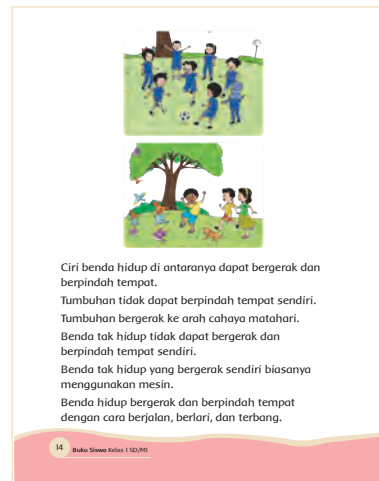 Ciri benda hidup di antaranya dapat bergerak dan
berpindah tempat.
Tumbuhan tidak dapat berpindah tempat sendiri.
Tumbuhan bergerak ke arah cahaya matahari.
Benda tak hidup tidak dapat bergerak dan
berpindah tempat sendiri.
Benda tak hidup yang bergerak sendiri biasanya
menggunakan mesin.
Benda hidup bergerak dan berpindah tempat
dengan cara berjalan, berlari, dan terbang.
14 Buku Siswa Kelas 1 SD/MI